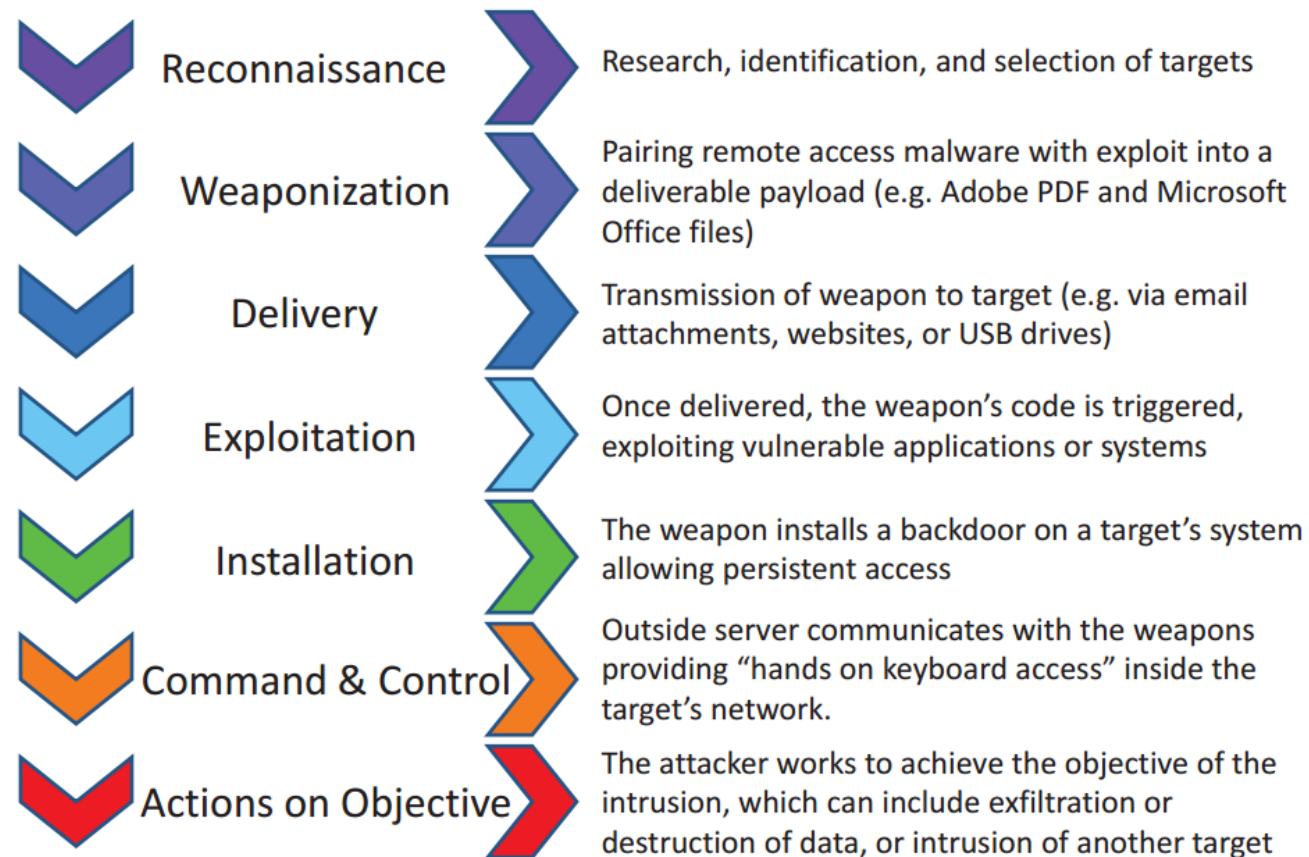 Reconnaissance
Research, identification, and selection of targets
Weaponization
Pairing remote access malware with exploit into a
deliverable payload (e.g. Adobe PDF and Microsoft
Office files)
Delivery
Transmission of weapon to target (e.g. via email
attachments, websites, or USB drives)
Exploitation
Once delivered, the weapon’s code is triggered,
exploiting vulnerable applications or systems
Installation
The weapon installs a backdoor on a target’s system
allowing persistent access
Command & Control
Outside server communicates with the weapons
providing “hands on keyboard access” inside the
target’s network.
Actions on Objective
The attacker works to achieve the objective of the
intrusion, which can include exfiltration or
destruction of data, or intrusion of another target